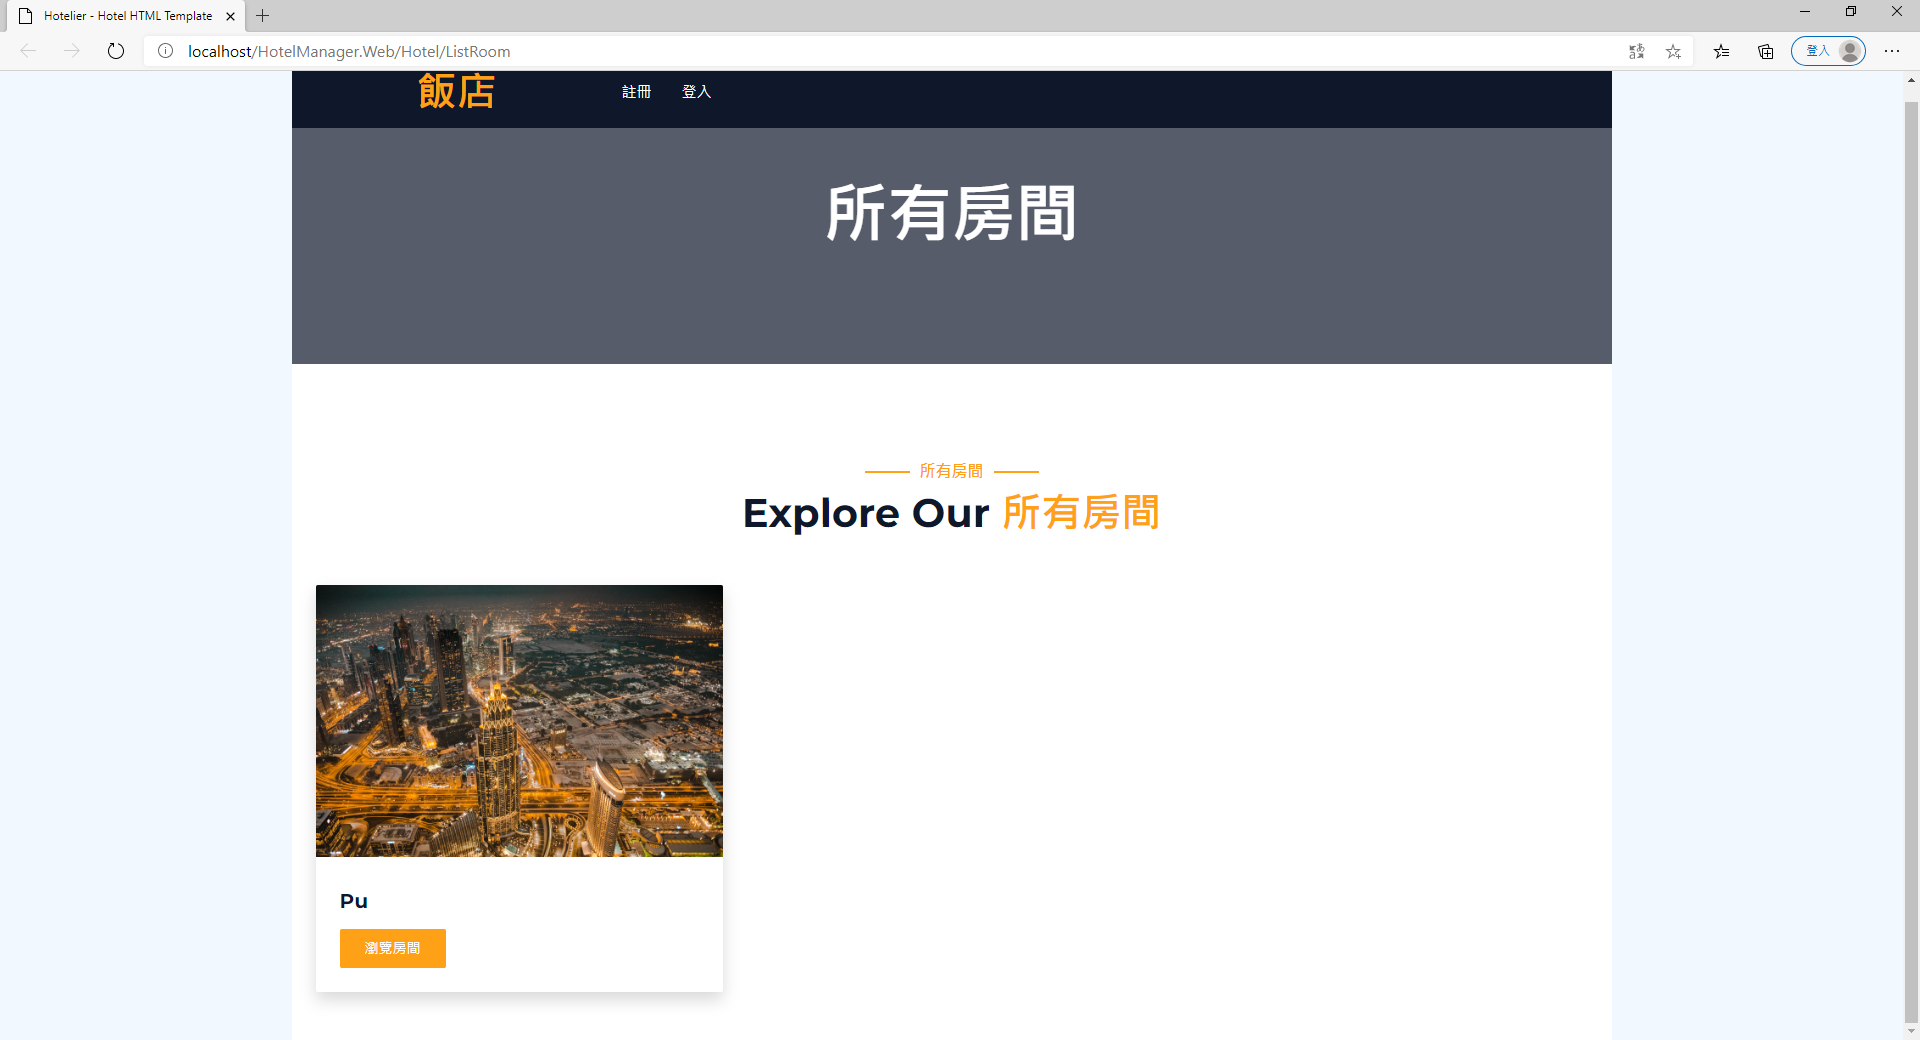 Hotelier - Hotel HTML Template
localhost/HotelManager.Web/Hotel/ListRoom
登入
飯店 註冊 登入
所有房間
所有房間
Explore Our 所有房間
Pu
瀏覽房間